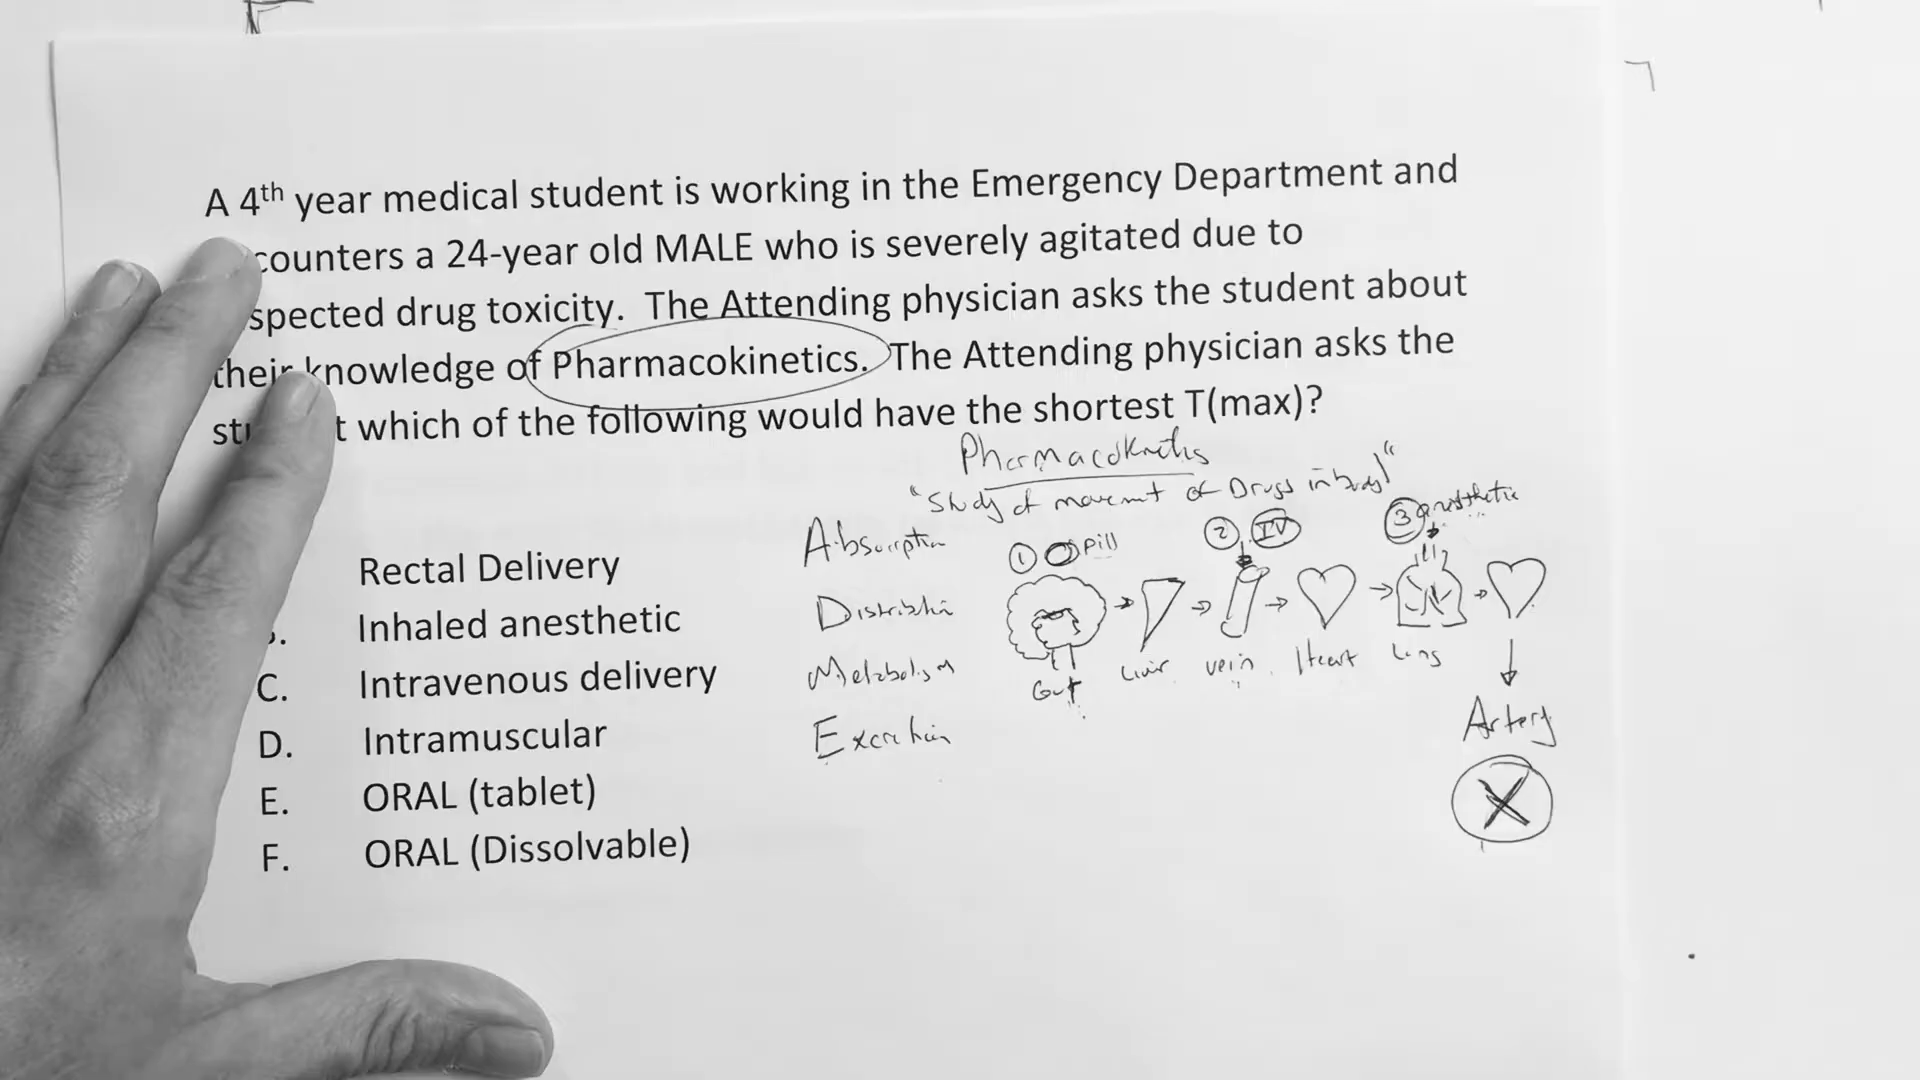 A 4th year medical student is working in the Emergency Department and
counters a 24-year old MALE who is severely agitated due to
spected drug toxicity. The Attending physician asks the student about
their knowledge of Pharmacokinetics. The Attending physician asks the
stu t which of the following would have the shortest T(max)?
Pharmacokinetics
"Study of movement of Drugs in body"
Rectal Delivery
B. Inhaled anesthetic
C. Intravenous delivery
D. Intramuscular
E. ORAL (tablet)
F. ORAL (Dissolvable)
Absorption
Distribution
Metabolism
Excretion
1 Pill
2 IV
3 anesthetic
Gut
Liver
vein
Heart
Lung
Artery
X